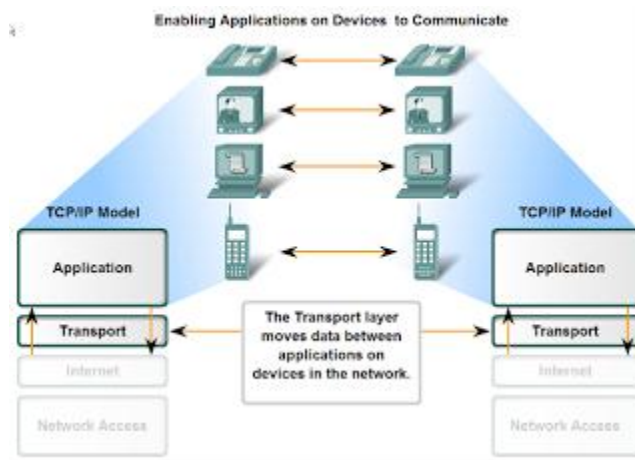 Enabling Applications on Devices to Communicate
TCP/IP Model
TCP/IP Model
Application
Application
The Transport layer
moves data between
applications on
devices in the network.
Transport
Transport
Internet
Internet
Network Access
Network Access